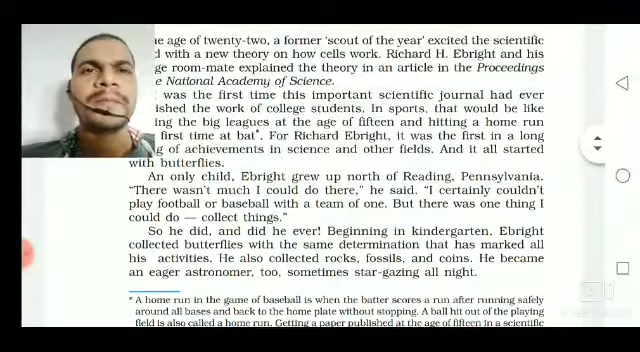 e age of twenty-two, a former 'scout of the year' excited the scientific
d with a new theory on how cells work. Richard H. Ebright and his
ge room-mate explained the theory in an article in the Proceedings
e National Academy of Science.
was the first time this important scientific journal had ever
ished the work of college students. In sports, that would be like
ing the big leagues at the age of fifteen and hitting a home run
first time at bat*. For Richard Ebright, it was the first in a long
g of achievements in science and other fields. And it all started
with butterflies.
An only child, Ebright grew up north of Reading, Pennsylvania.
“There wasn't much I could do there,” he said. “I certainly couldn't
play football or baseball with a team of one. But there was one thing I
could do — collect things.”
So he did, and did he ever! Beginning in kindergarten, Ebright
collected butterflies with the same determination that has marked all
his activities. He also collected rocks, fossils, and coins. He became
an eager astronomer, too, sometimes star-gazing all night.
* A home run in the game of baseball is when the batter scores a run after running safely
around all bases and back to the home plate without stopping. A ball hit out of the playing
field is also called a home run. Getting a paper published at the age of fifteen in a scientific